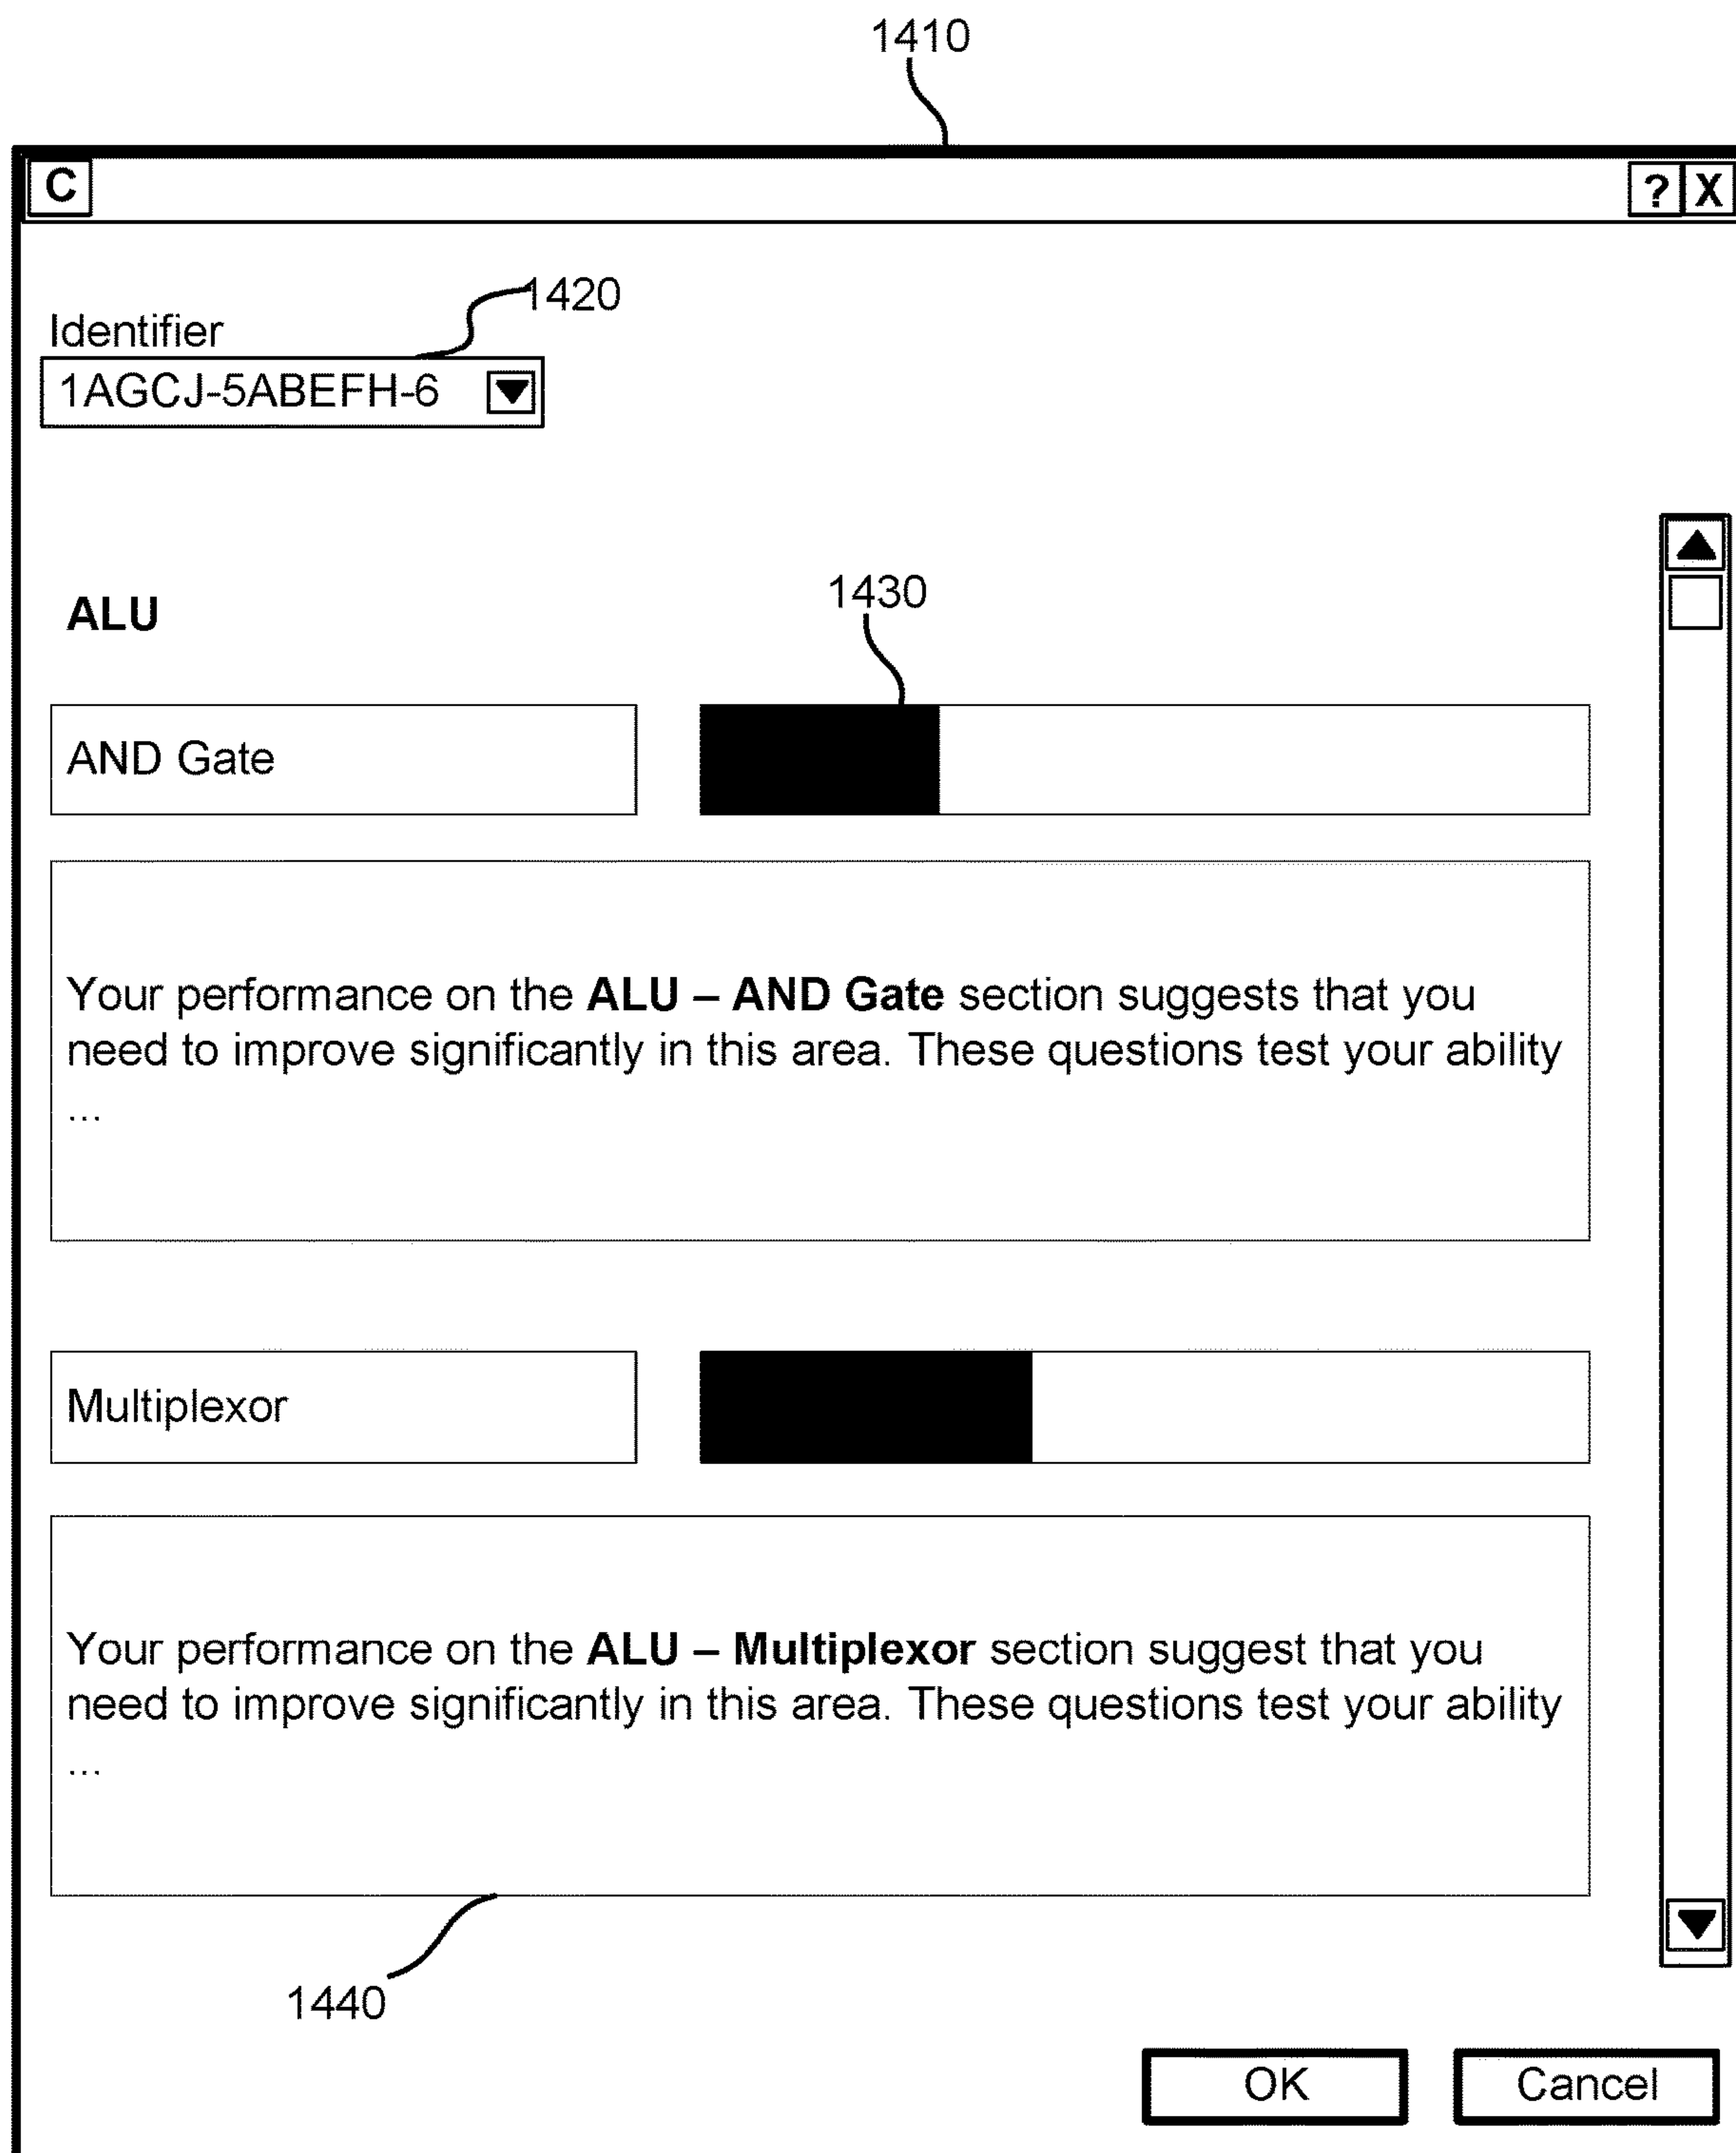 1410
C ? X
1420
Identifier
1AGCJ-5ABEFH-6
1430
ALU
AND Gate
Your performance on the ALU – AND Gate section suggests that you
need to improve significantly in this area. These questions test your ability
...
Multiplexor
Your performance on the ALU – Multiplexor section suggest that you
need to improve significantly in this area. These questions test your ability
...
1440
OK Cancel